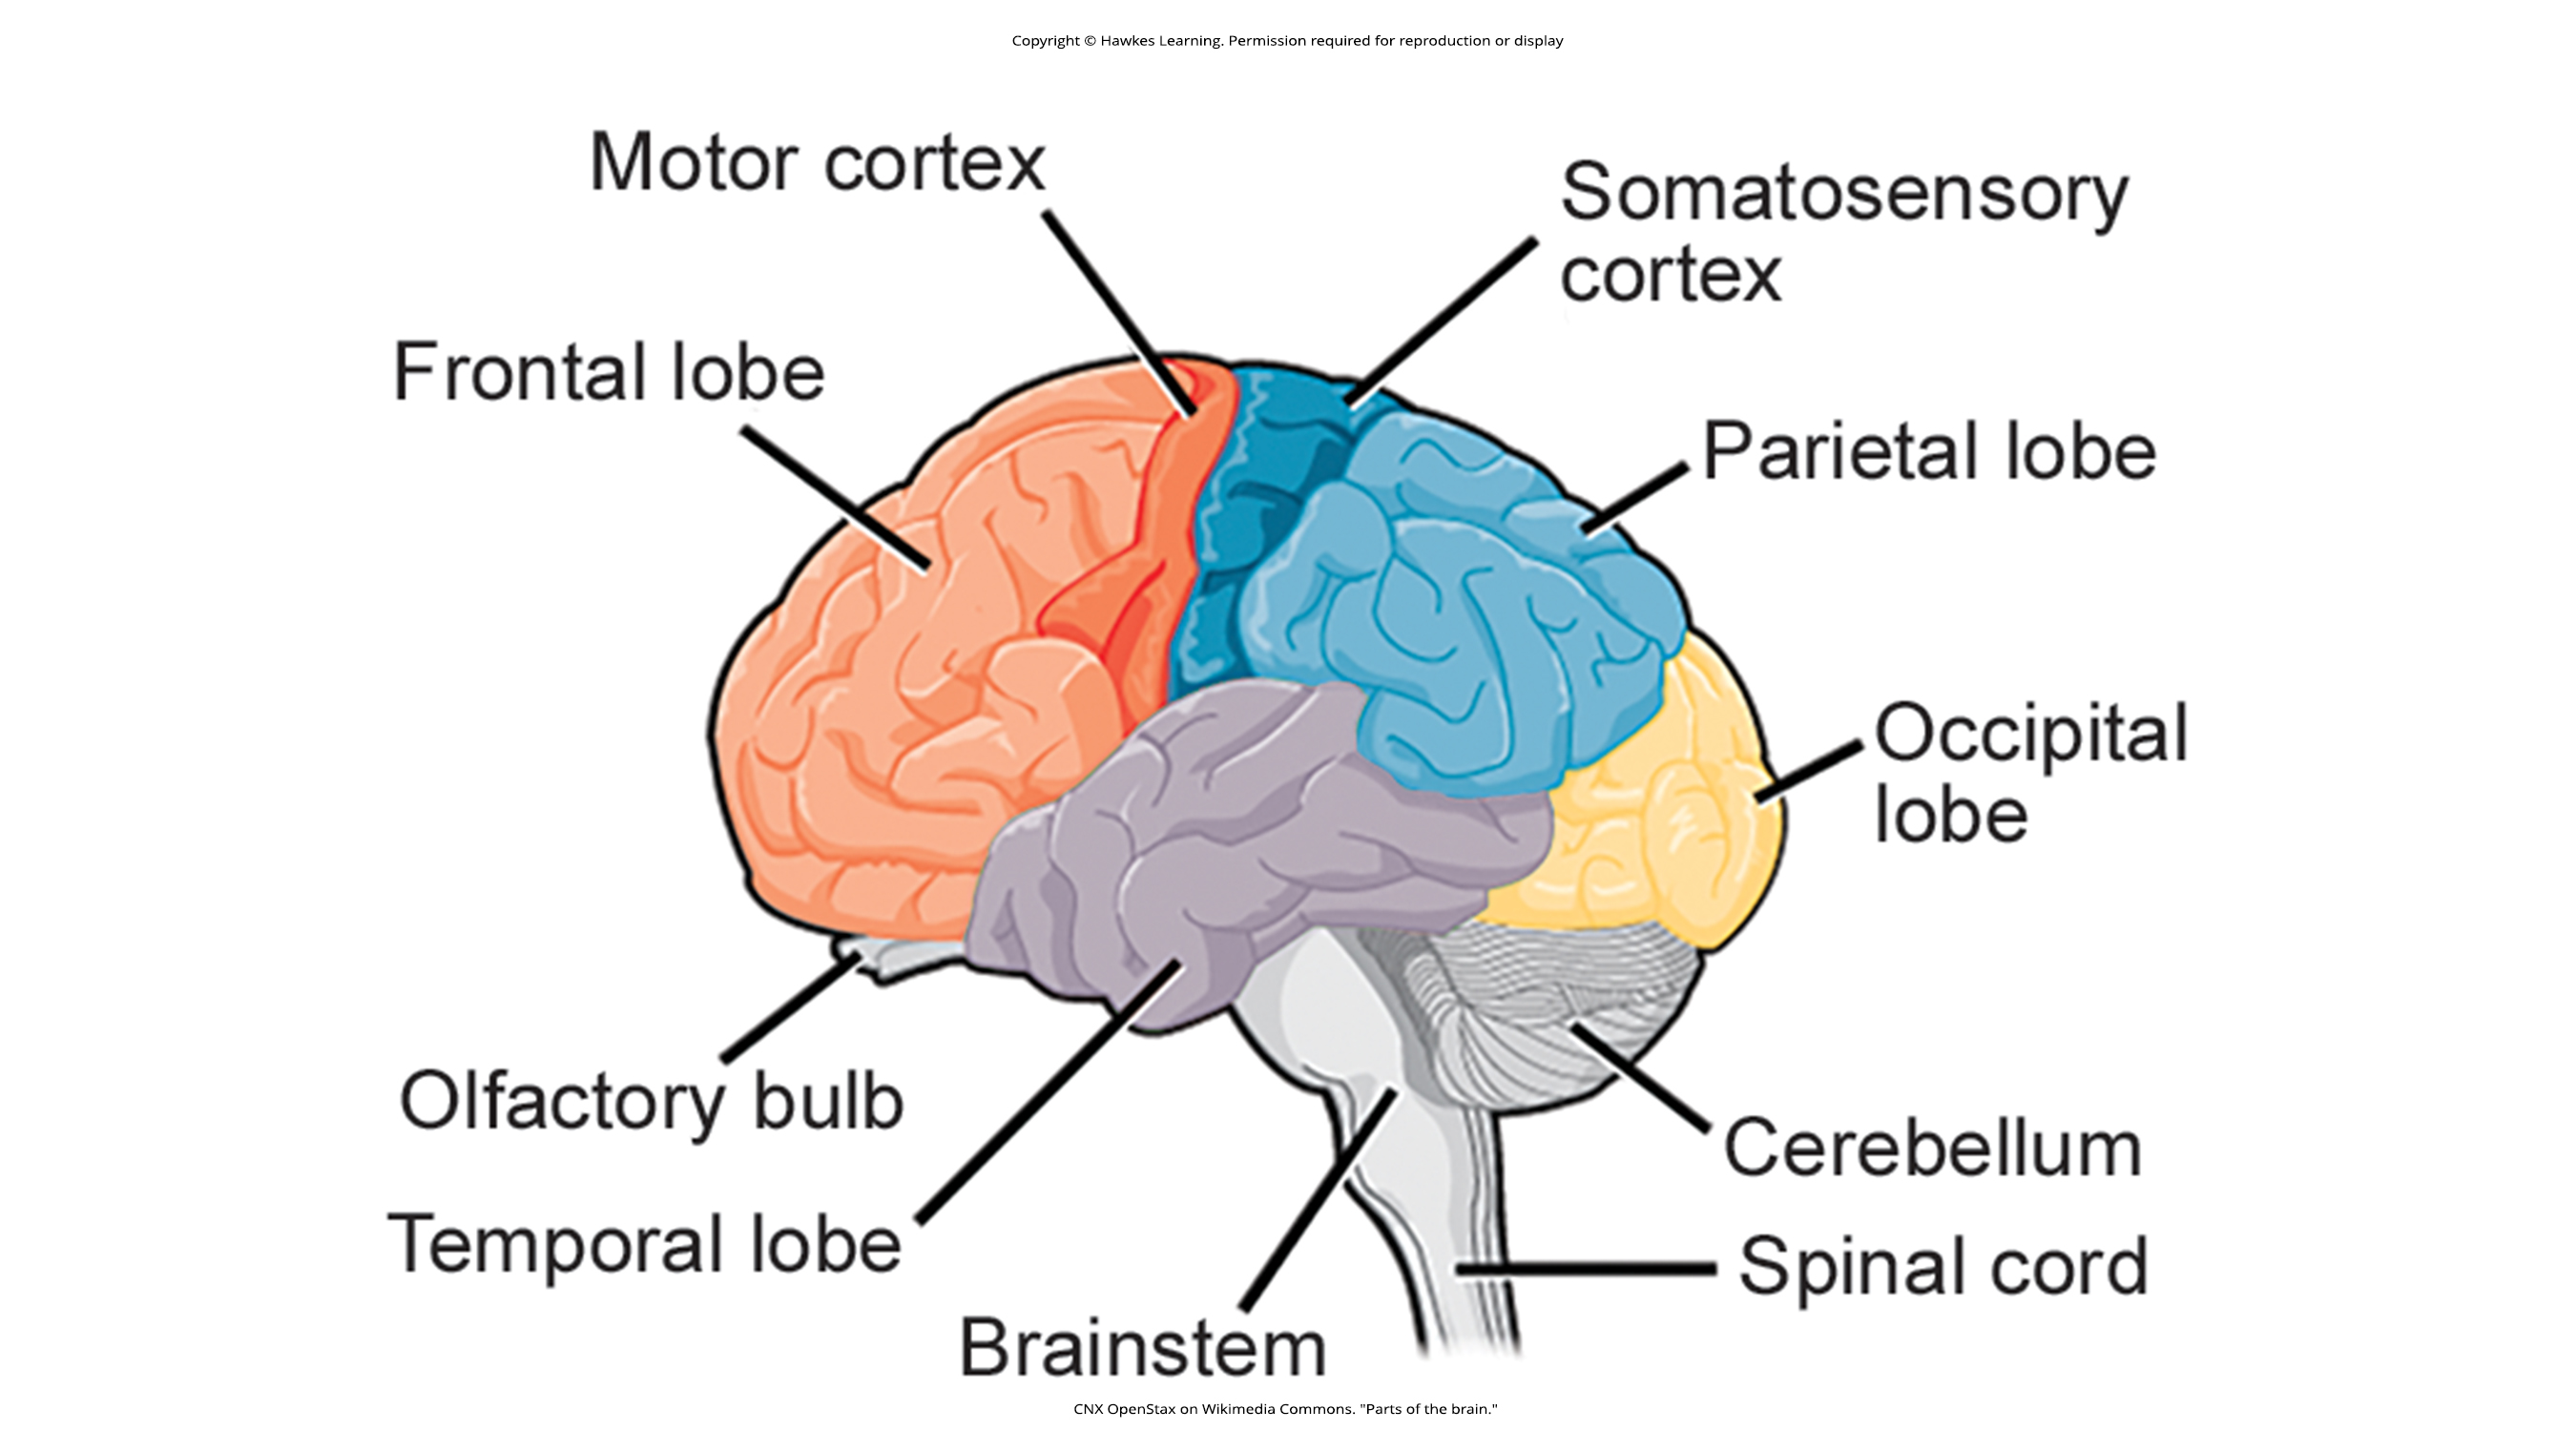 Copyright © Hawkes Learning. Permission required for reproduction or display
Motor cortex
Somatosensory
cortex
Frontal lobe
Parietal lobe
Occipital
lobe
Olfactory bulb
Cerebellum
Temporal lobe
Spinal cord
Brainstem
CNX OpenStax on Wikimedia Commons. "Parts of the brain."